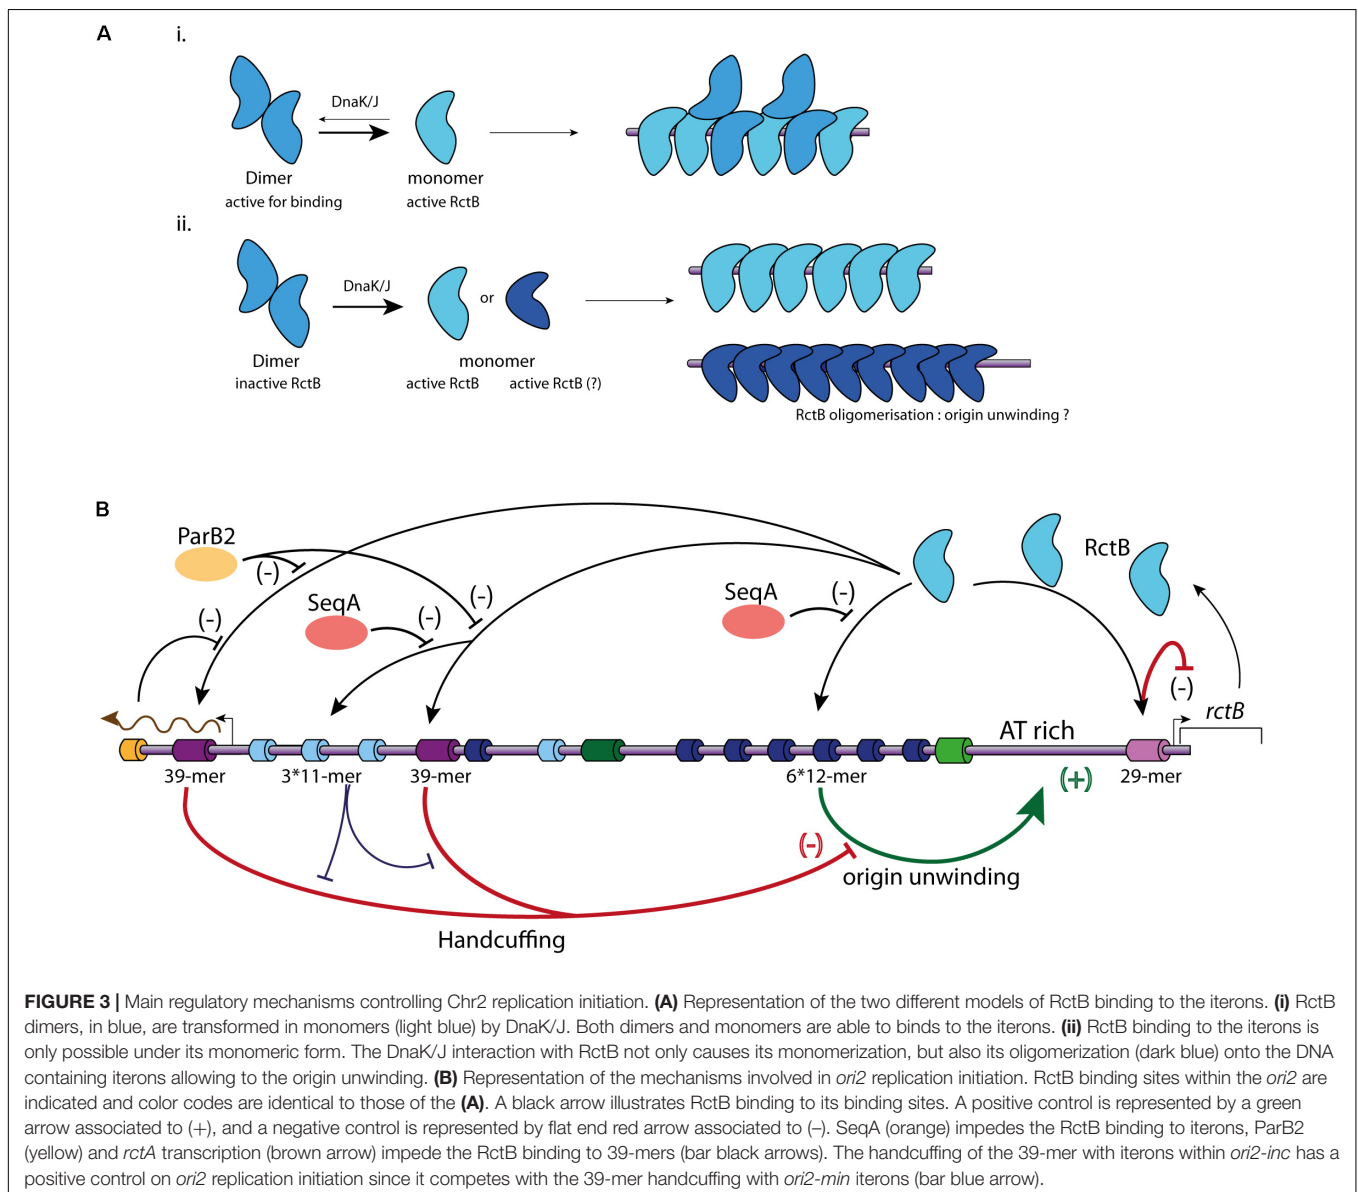 A
i.
DnaK/J
Dimer
active for binding
monomer
active RctB
ii.
DnaK/J
or
Dimer
inactive RctB
monomer
active RctB
active RctB (?)
RctB oligomerisation : origin unwinding ?
B
ParB2
(-)
(-)
SeqA
(-)
(-)
SeqA
(-)
RctB
(-)
rctB
AT rich
39-mer
3*11-mer
39-mer
6*12-mer
(+)
29-mer
(-)
origin unwinding
Handcuffing
FIGURE 3 | Main regulatory mechanisms controlling Chr2 replication initiation. (A) Representation of the two different models of RctB binding to the iterons. (i) RctB
dimers, in blue, are transformed in monomers (light blue) by DnaK/J. Both dimers and monomers are able to binds to the iterons. (ii) RctB binding to the iterons is
only possible under its monomeric form. The DnaK/J interaction with RctB not only causes its monomerization, but also its oligomerization (dark blue) onto the DNA
containing iterons allowing to the origin unwinding. (B) Representation of the mechanisms involved in ori2 replication initiation. RctB binding sites within the ori2 are
indicated and color codes are identical to those of the (A). A black arrow illustrates RctB binding to its binding sites. A positive control is represented by a green
arrow associated to (+), and a negative control is represented by flat end red arrow associated to (–). SeqA (orange) impedes the RctB binding to iterons, ParB2
(yellow) and rctA transcription (brown arrow) impede the RctB binding to 39-mers (bar black arrows). The handcuffing of the 39-mer with iterons within ori2-inc has a
positive control on ori2 replication initiation since it competes with the 39-mer handcuffing with ori2-min iterons (bar blue arrow).